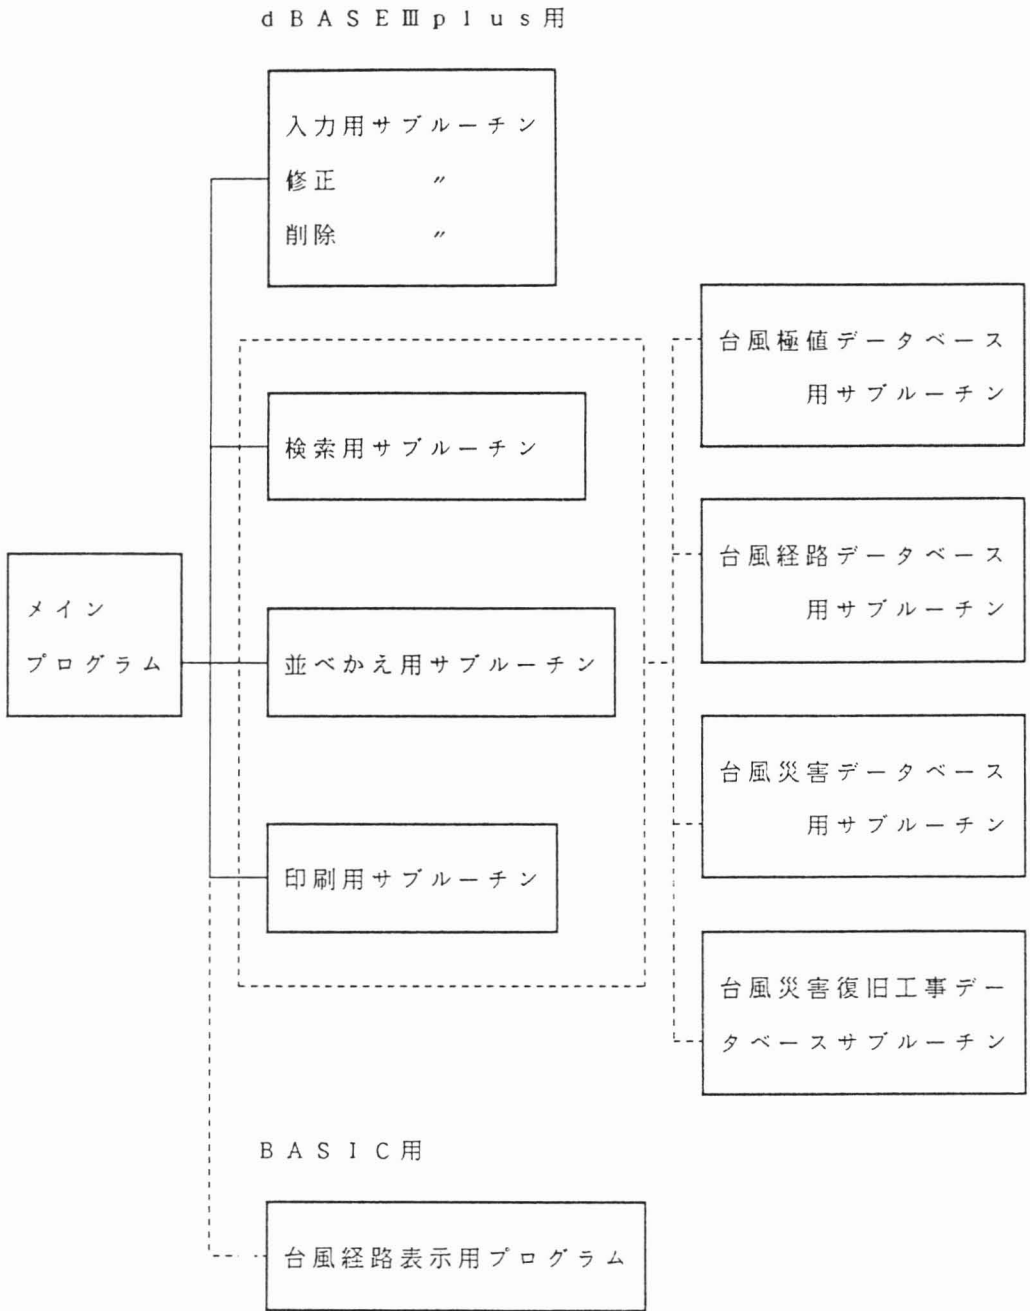 dBASEⅢplus用
入力用サブルーチン
修正 〃
削除 〃
検索用サブルーチン
メイン
プログラム
並べかえ用サブルーチン
印刷用サブルーチン
台風極値データベース
用サブルーチン
台風経路データベース
用サブルーチン
台風災害データベース
用サブルーチン
台風災害復旧工事デー
タベースサブルーチン
BASIC用
台風経路表示用プログラム